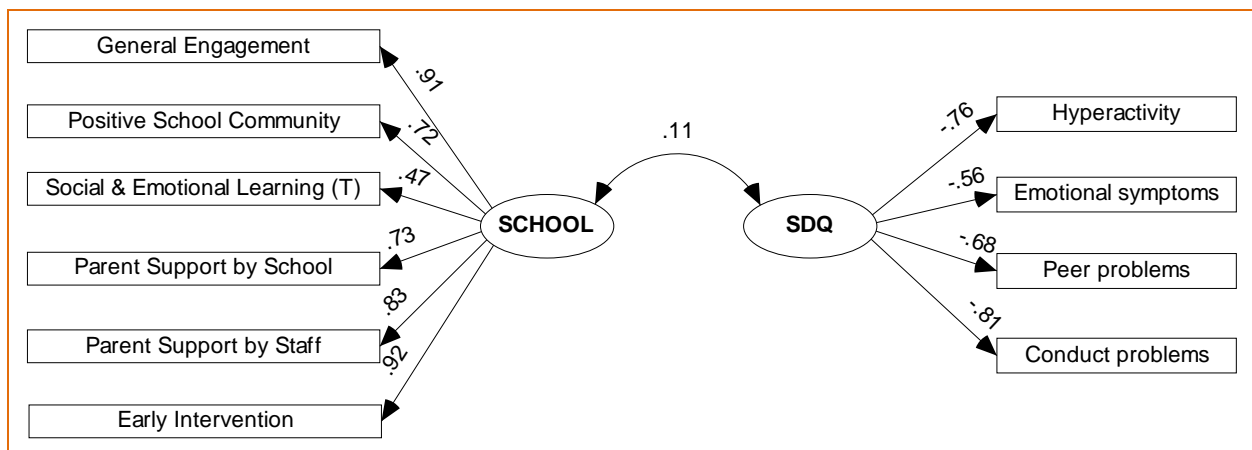 General Engagement
.91
Positive School Community
.72
Social & Emotional Learning (T)
.47
Parent Support by School
.73
Parent Support by Staff
.83
Early Intervention
.92
SCHOOL
.11
SDQ
-.76
Hyperactivity
-.56
Emotional symptoms
-.68
Peer problems
-.81
Conduct problems